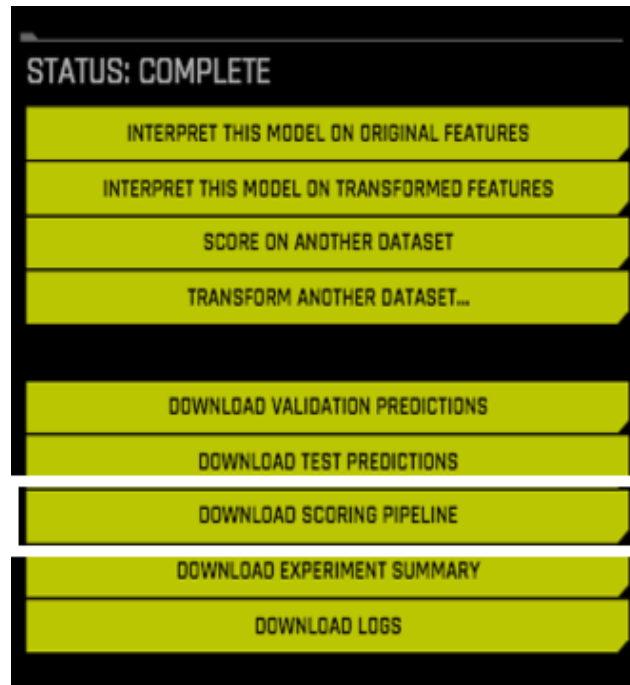 STATUS: COMPLETE
INTERPRET THIS MODEL ON ORIGINAL FEATURES
INTERPRET THIS MODEL ON TRANSFORMED FEATURES
SCORE ON ANOTHER DATASET
TRANSFORM ANOTHER DATASET...
DOWNLOAD VALIDATION PREDICTIONS
DOWNLOAD TEST PREDICTIONS
DOWNLOAD SCORING PIPELINE
DOWNLOAD EXPERIMENT SUMMARY
DOWNLOAD LOGS